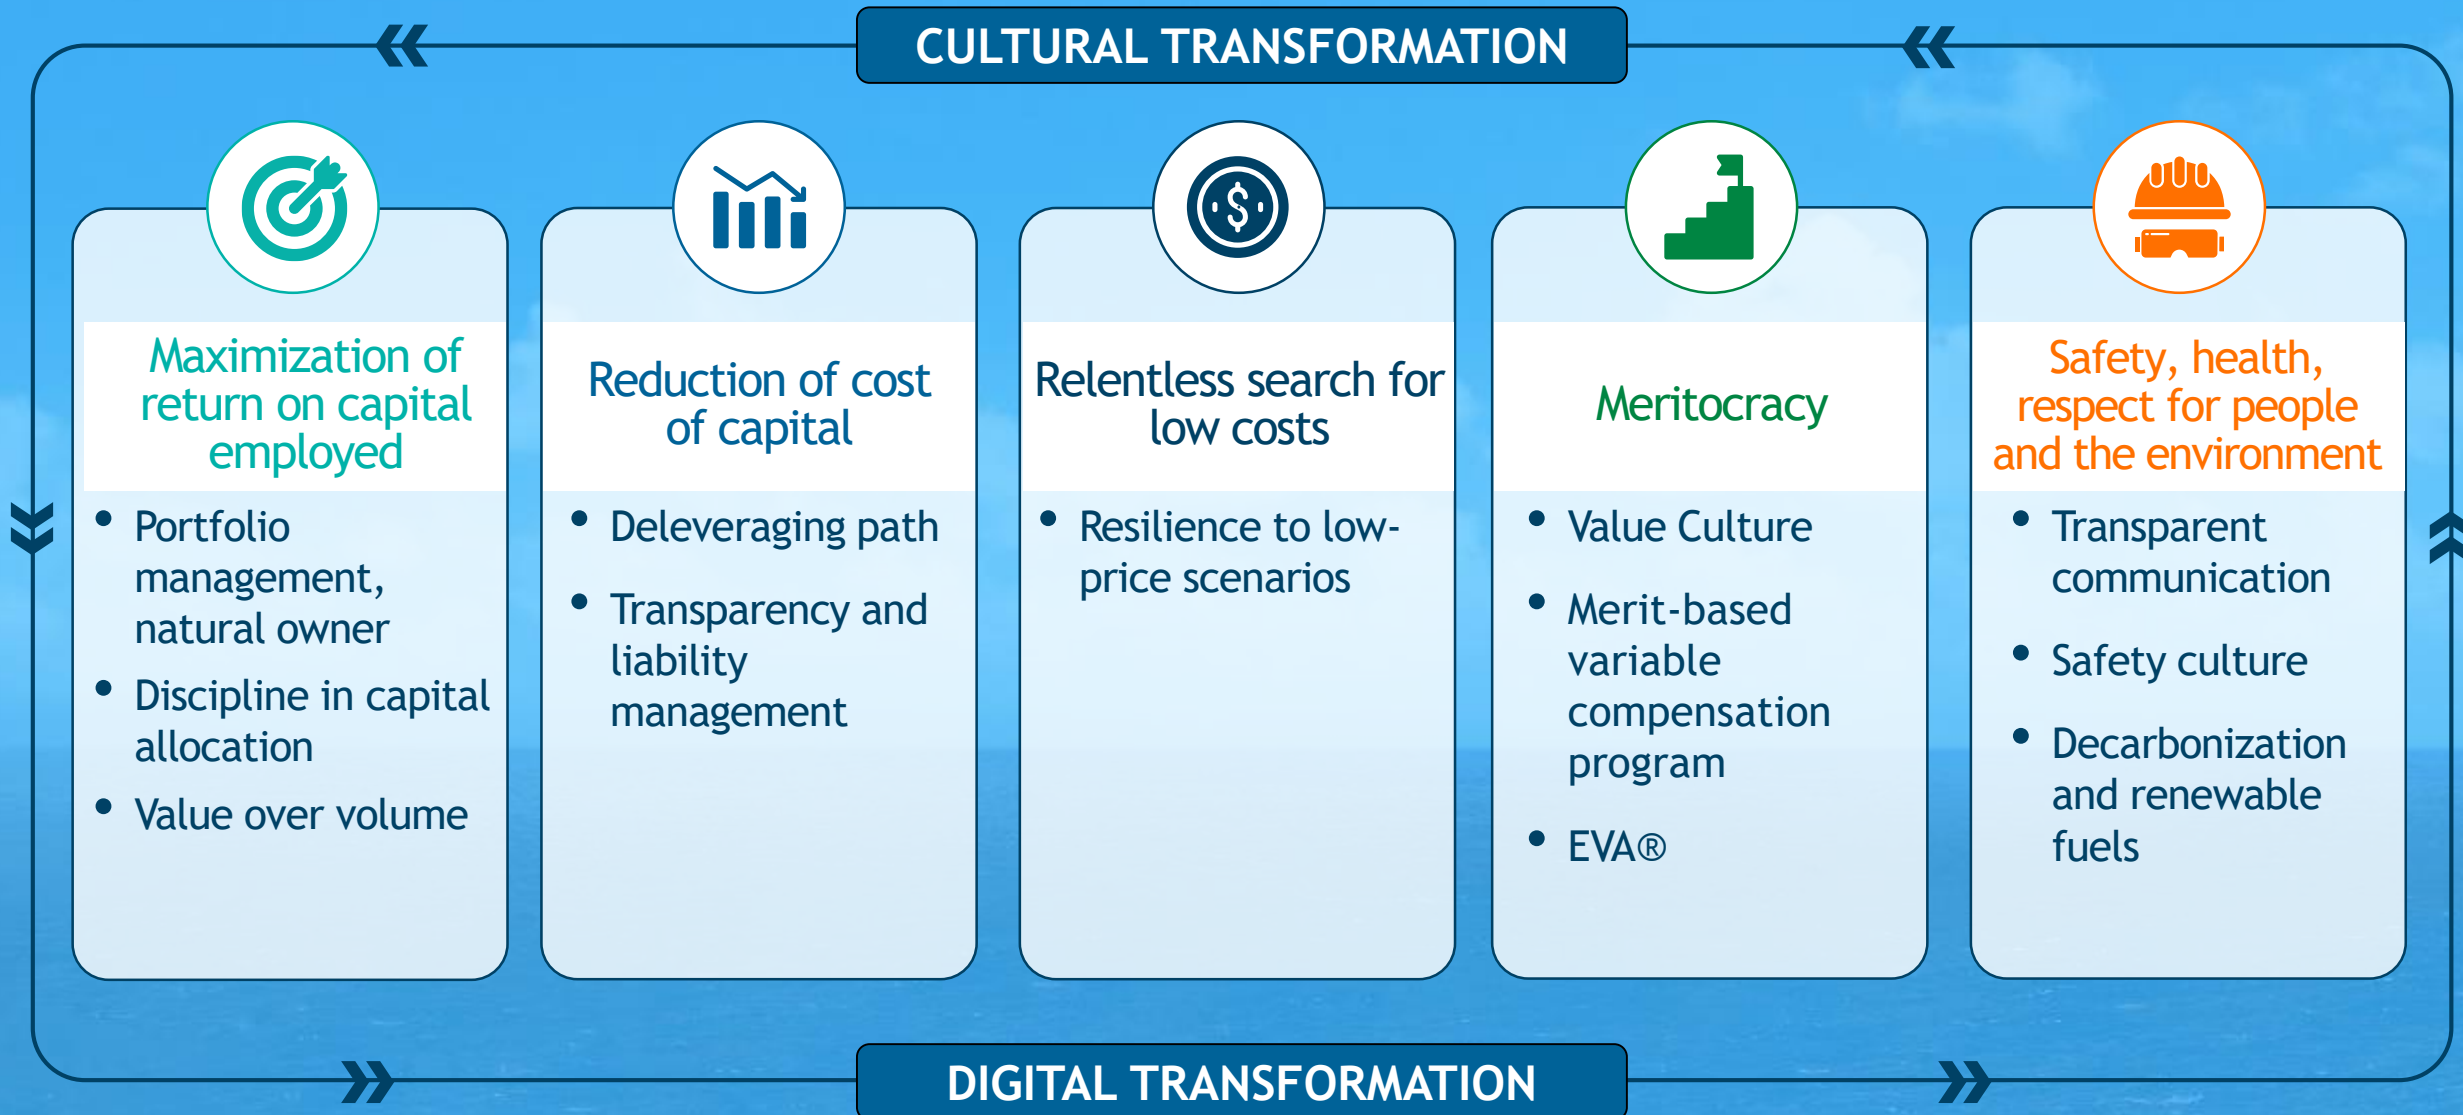 CULTURAL TRANSFORMATION
Maximization of
return on capital
employed
• Portfolio
management,
natural owner
• Discipline in capital
allocation
• Value over volume
Reduction of cost
of capital
• Deleveraging path
• Transparency and
liability
management
$
Relentless search for
low costs
• Resilience to low-
price scenarios
Meritocracy
• Value Culture
• Merit-based
variable
compensation
program
• EVA®
Safety, health,
respect for people
and the environment
• Transparent
communication
• Safety culture
• Decarbonization
and renewable
fuels
DIGITAL TRANSFORMATION